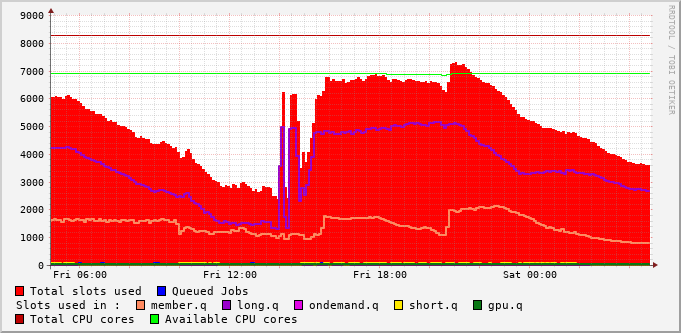 9000
8000
7000
6000
5000
4000
3000
2000
1000
0
Fri 06:00 Fri 12:00 Fri 18:00 Sat 00:00
RRDTOOL / TOBI OETIKER
Total slots used Queued Jobs
Slots used in : member.q long.q ondemand.q short.q gpu.q
Total CPU cores Available CPU cores